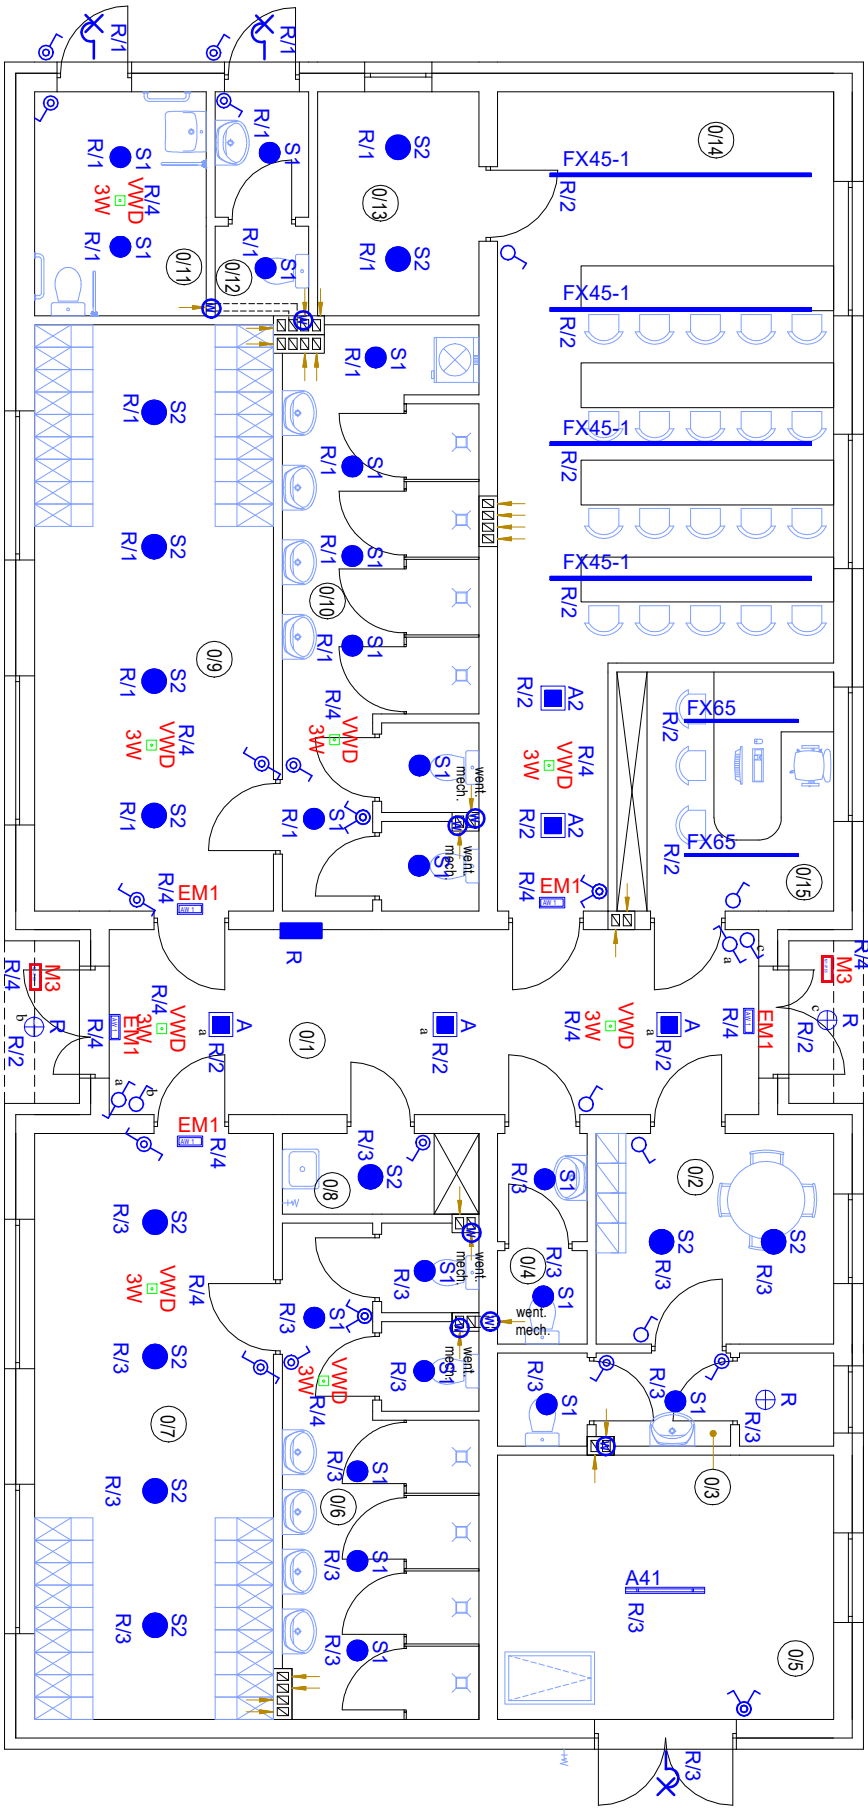 R/1
R/1
S1
R/1
R/4
VWD
3W
S1
R/1
0/11
S1
R/1
S1
R/1
0/12
S2
R/1
0/13
S2
R/1
0/14
FX45-1
R/2
FX45-1
R/2
FX45-1
R/2
FX45-1
R/2
W
W
S2
R/1
S2
R/1
0/9
S2
R/1
R/4
VWD
3W
S2
R/1
S1
R/1
S1
R/1
S1
R/1
0/10
S1
R/1
R/4
VWD
3W
S1
went.
mech.
W
W
S1
R/1
went.
mech.
S1
A2
R/2
R/4
VWD
3W
A2
R/2
FX65
R/2
FX65
R/2
0/15
EM1
AW 1
R/4
EM1
R/4
R
M3
R/4
R
b
R/2
R/4
AW 1
EM1
R/4
VWD
3W
A
a
R/2
0/1
A
a
R/2
R/4
VWD
3W
A
a
R/2
a
c
EM1
R/4
R/4
M3
R
c
R/2
a
b
EM1
AW 1
R/4
S2
R/3
R/4
VWD
3W
S2
R/3
0/7
S2
R/3
S2
R/3
R/3
S2
0/8
S1
R/3
0/4
R/3
S1
0/2
S2
R/3
S2
R/3
W
went.
mech.
S1
R/3
S1
R/3
W
W
went.
mech.
went.
mech.
S1
R/3
VWD
3W
R/4
S1
R/3
0/6
S1
R/3
S1
R/3
S1
R/3
S1
R/3
R
R/3
W
0/3
A41
R/3
0/5
R/3